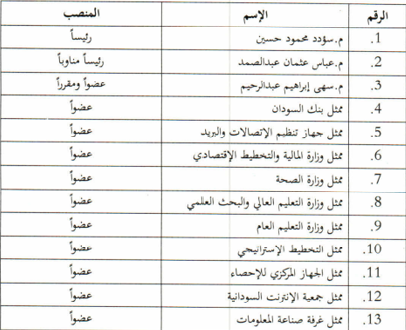 الرقم الإسم المنصب
1. م.سؤدد محمود حسين رئيساً
2. م.عباس عثمان عبدالصمد رئيساً مناوباً
3. م.سهى إبراهيم عبدالرحيم عضواً ومقرراً
4. ممثل بنك السودان عضواً
5. ممثل جهاز تنظيم الإتصالات والبريد عضواً
6. ممثل وزارة المالية والتخطيط الإقتصادي عضواً
7. ممثل وزارة الصحة عضواً
8. ممثل وزارة التعليم العالي والبحث العلمي عضواً
9. ممثل وزارة التعليم العام عضواً
10. ممثل التخطيط الإستراتيجي عضواً
11. ممثل الجهاز المركزي للإحصاء عضواً
12. ممثل جمعية الإنترنت السودانية عضواً
13. ممثل غرفة صناعة المعلومات عضواً